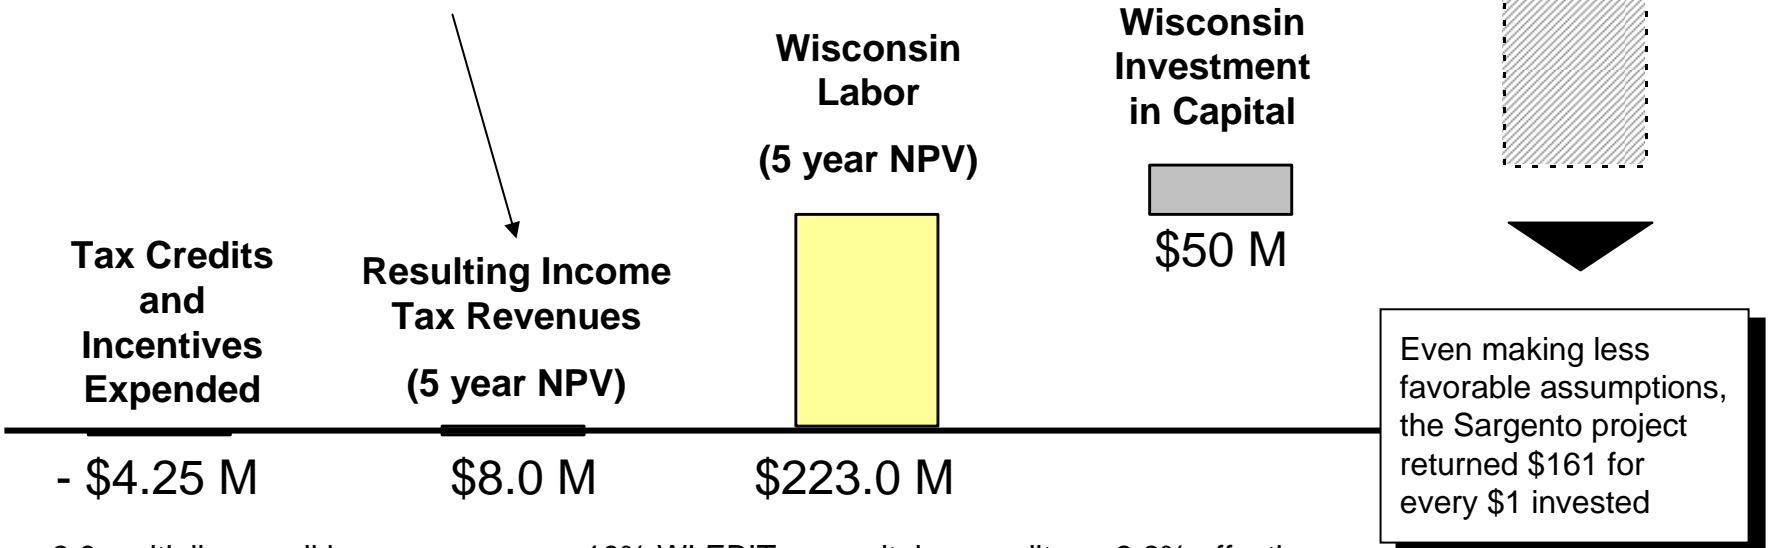 Tax Credits
and
Incentives
Expended
- $4.25 M
Resulting Income
Tax Revenues
(5 year NPV)
$8.0 M
Wisconsin
Labor
(5 year NPV)
$223.0 M
Wisconsin
Investment
in Capital
$50 M
Even making less
favorable assumptions,
the Sargento project
returned $161 for
every $1 invested